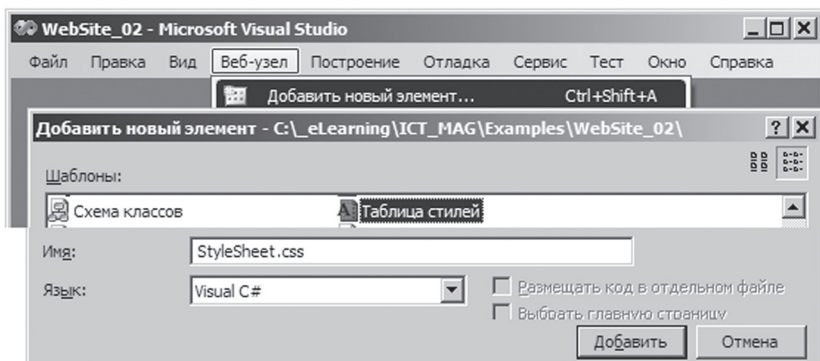 WebSite_02 - Microsoft Visual Studio
Файл Правка Вид Веб-узел Построение Отладка Сервис Тест Окно Справка
Добавить новый элемент... Ctrl+Shift+A
Добавить новый элемент - C:\_eLearning\ICT_MAG\Examples\WebSite_02\
Шаблоны:
Схема классов Таблица стилей
Имя: StyleSheet.css
Язык: Visual C# Размещать код в отдельном файле
Выбрать главную страницу
Добавить Отмена